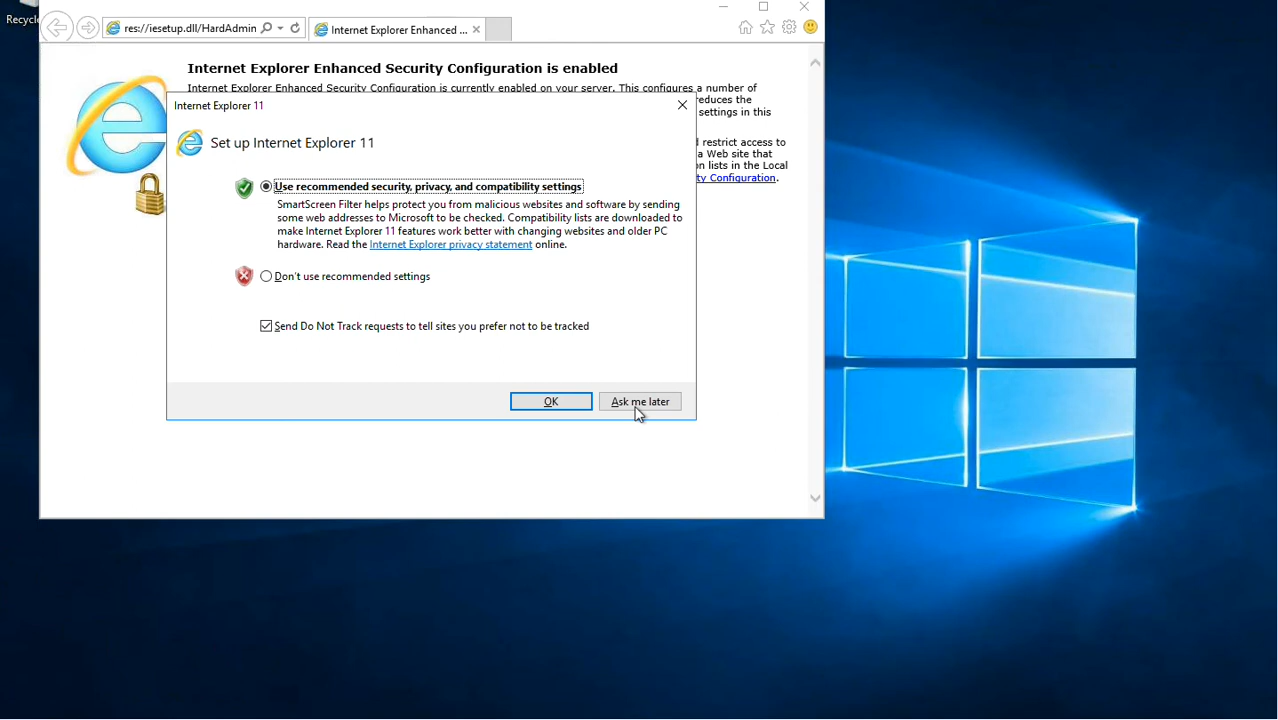 Recycle
res://iesetup.dll/HardAdmin
Internet Explorer Enhanced ...
Internet Explorer Enhanced Security Configuration is enabled
Internet Explorer Enhanced Security Configuration is currently enabled on your server. This configures a number of
reduces the
settings in this
restrict access to
a Web site that
on lists in the Local
ty Configuration.
Internet Explorer 11
Set up Internet Explorer 11
Use recommended security, privacy, and compatibility settings
SmartScreen Filter helps protect you from malicious websites and software by sending
some web addresses to Microsoft to be checked. Compatibility lists are downloaded to
make Internet Explorer 11 features work better with changing websites and older PC
hardware. Read the Internet Explorer privacy statement online.
Don't use recommended settings
Send Do Not Track requests to tell sites you prefer not to be tracked
OK
Ask me later